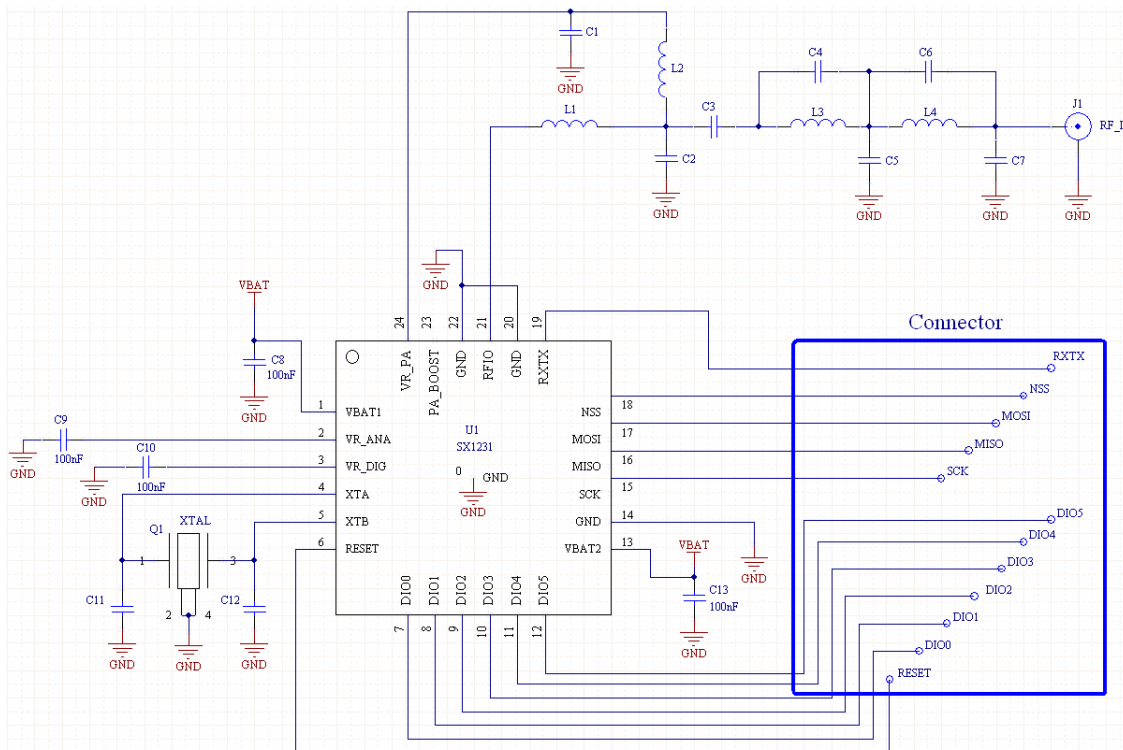 C1
L2
GND
C4
C6
L1
C3
L3
L4
J1
RF_I
C2
C5
C7
GND
GND
GND
GND
GND
VBAT
24
23
22
21
20
19
VR_PA
PA_BOOST
GND
RFIO
GND
RXTX
Connector
RXTX
C8
100nF
GND
1
VBAT1
NSS
18
NSS
C9
2
VR_ANA
U1
SX1231
MOSI
17
MOSI
100nF
GND
C10
3
VR_DIG
0
GND
GND
MISO
16
MISO
100nF
GND
4
XTA
SCK
15
SCK
Q1
XTAL
5
XTB
GND
14
DIO5
6
RESET
VBAT2
13
VBAT
DIO4
1
3
GND
DIO3
C11
C12
2
4
DIO0
DIO1
DIO2
DIO3
DIO4
DIO5
C13
100nF
DIO2
GND
GND
GND
7
8
9
10
11
12
GND
DIO1
DIO0
RESET